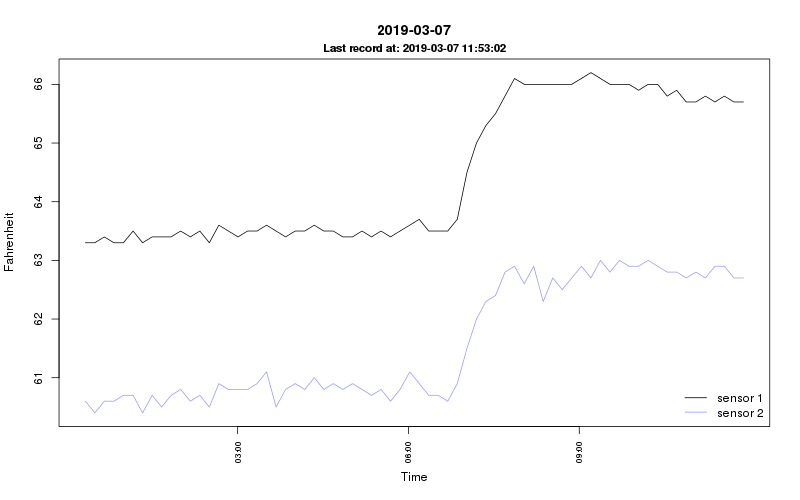 2019-03-07
Last record at: 2019-03-07 11:53:02
Fahrenheit
66
65
64
63
62
61
sensor 1
sensor 2
03:00
06:00
09:00
Time